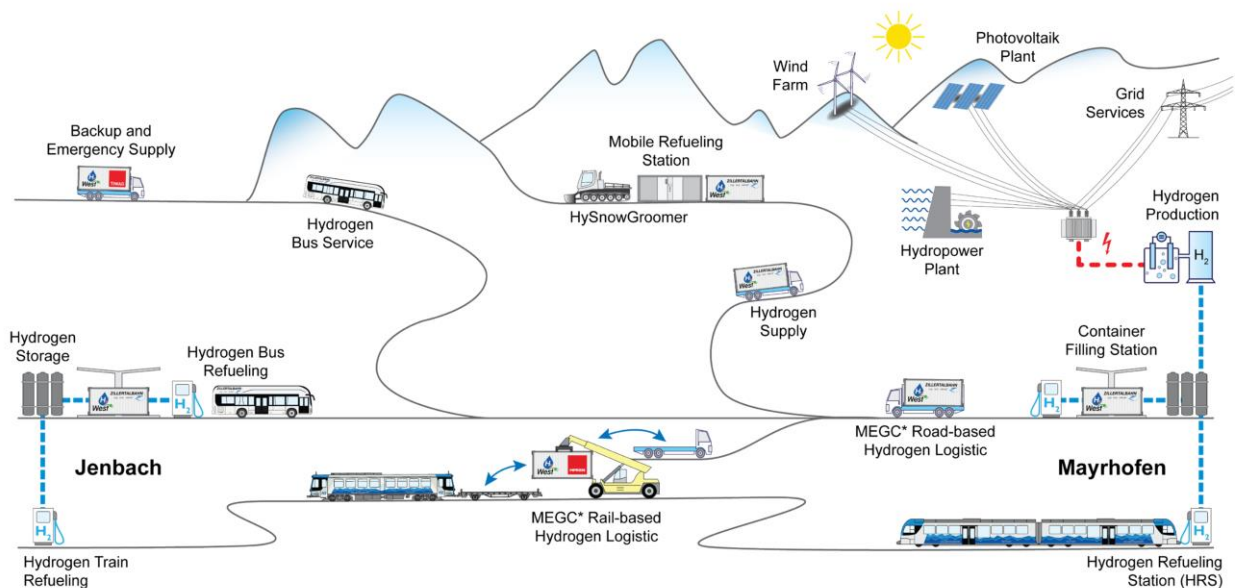 Photovoltaik
Plant
Wind
Farm
Grid
Services
Backup and
Emergency Supply
Mobile Refueling
Station
Hydrogen
Bus Service
HySnowGroomer
Hydropower
Plant
Hydrogen
Production
H₂
Hydrogen
Supply
Hydrogen
Storage
Hydrogen Bus
Refueling
Container
Filling Station
H₂
H₂
West
ZILLERTALBAHN
MEGC* Road-based
Hydrogen Logistic
Jenbach
Mayrhofen
MEGC* Rail-based
Hydrogen Logistic
H₂
H₂
Hydrogen Train
Refueling
Hydrogen Refueling
Station (HRS)